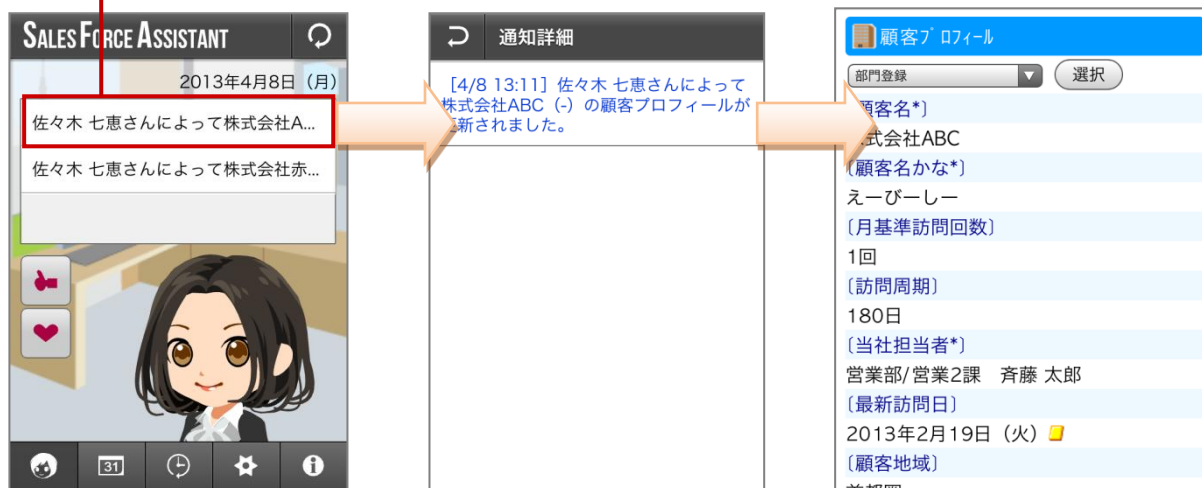 SALES FORCE ASSISTANT
2013年4月8日（月）
佐々木 七恵さんによって株式会社A...
佐々木 七恵さんによって株式会社赤...
31
通知詳細
［4/8 13:11］佐々木 七恵さんによって
株式会社ABC（-）の顧客プロフィールが
更新されました。
顧客ﾌﾟﾛﾌｨｰﾙ
部門登録
選択
〔顧客名*〕
株式会社ABC
〔顧客名かな*〕
えーびーしー
〔月基準訪問回数〕
1回
〔訪問周期〕
180日
〔当社担当者*〕
営業部/営業2課　斉藤 太郎
〔最新訪問日〕
2013年2月19日（火）
〔顧客地域〕
首都圏